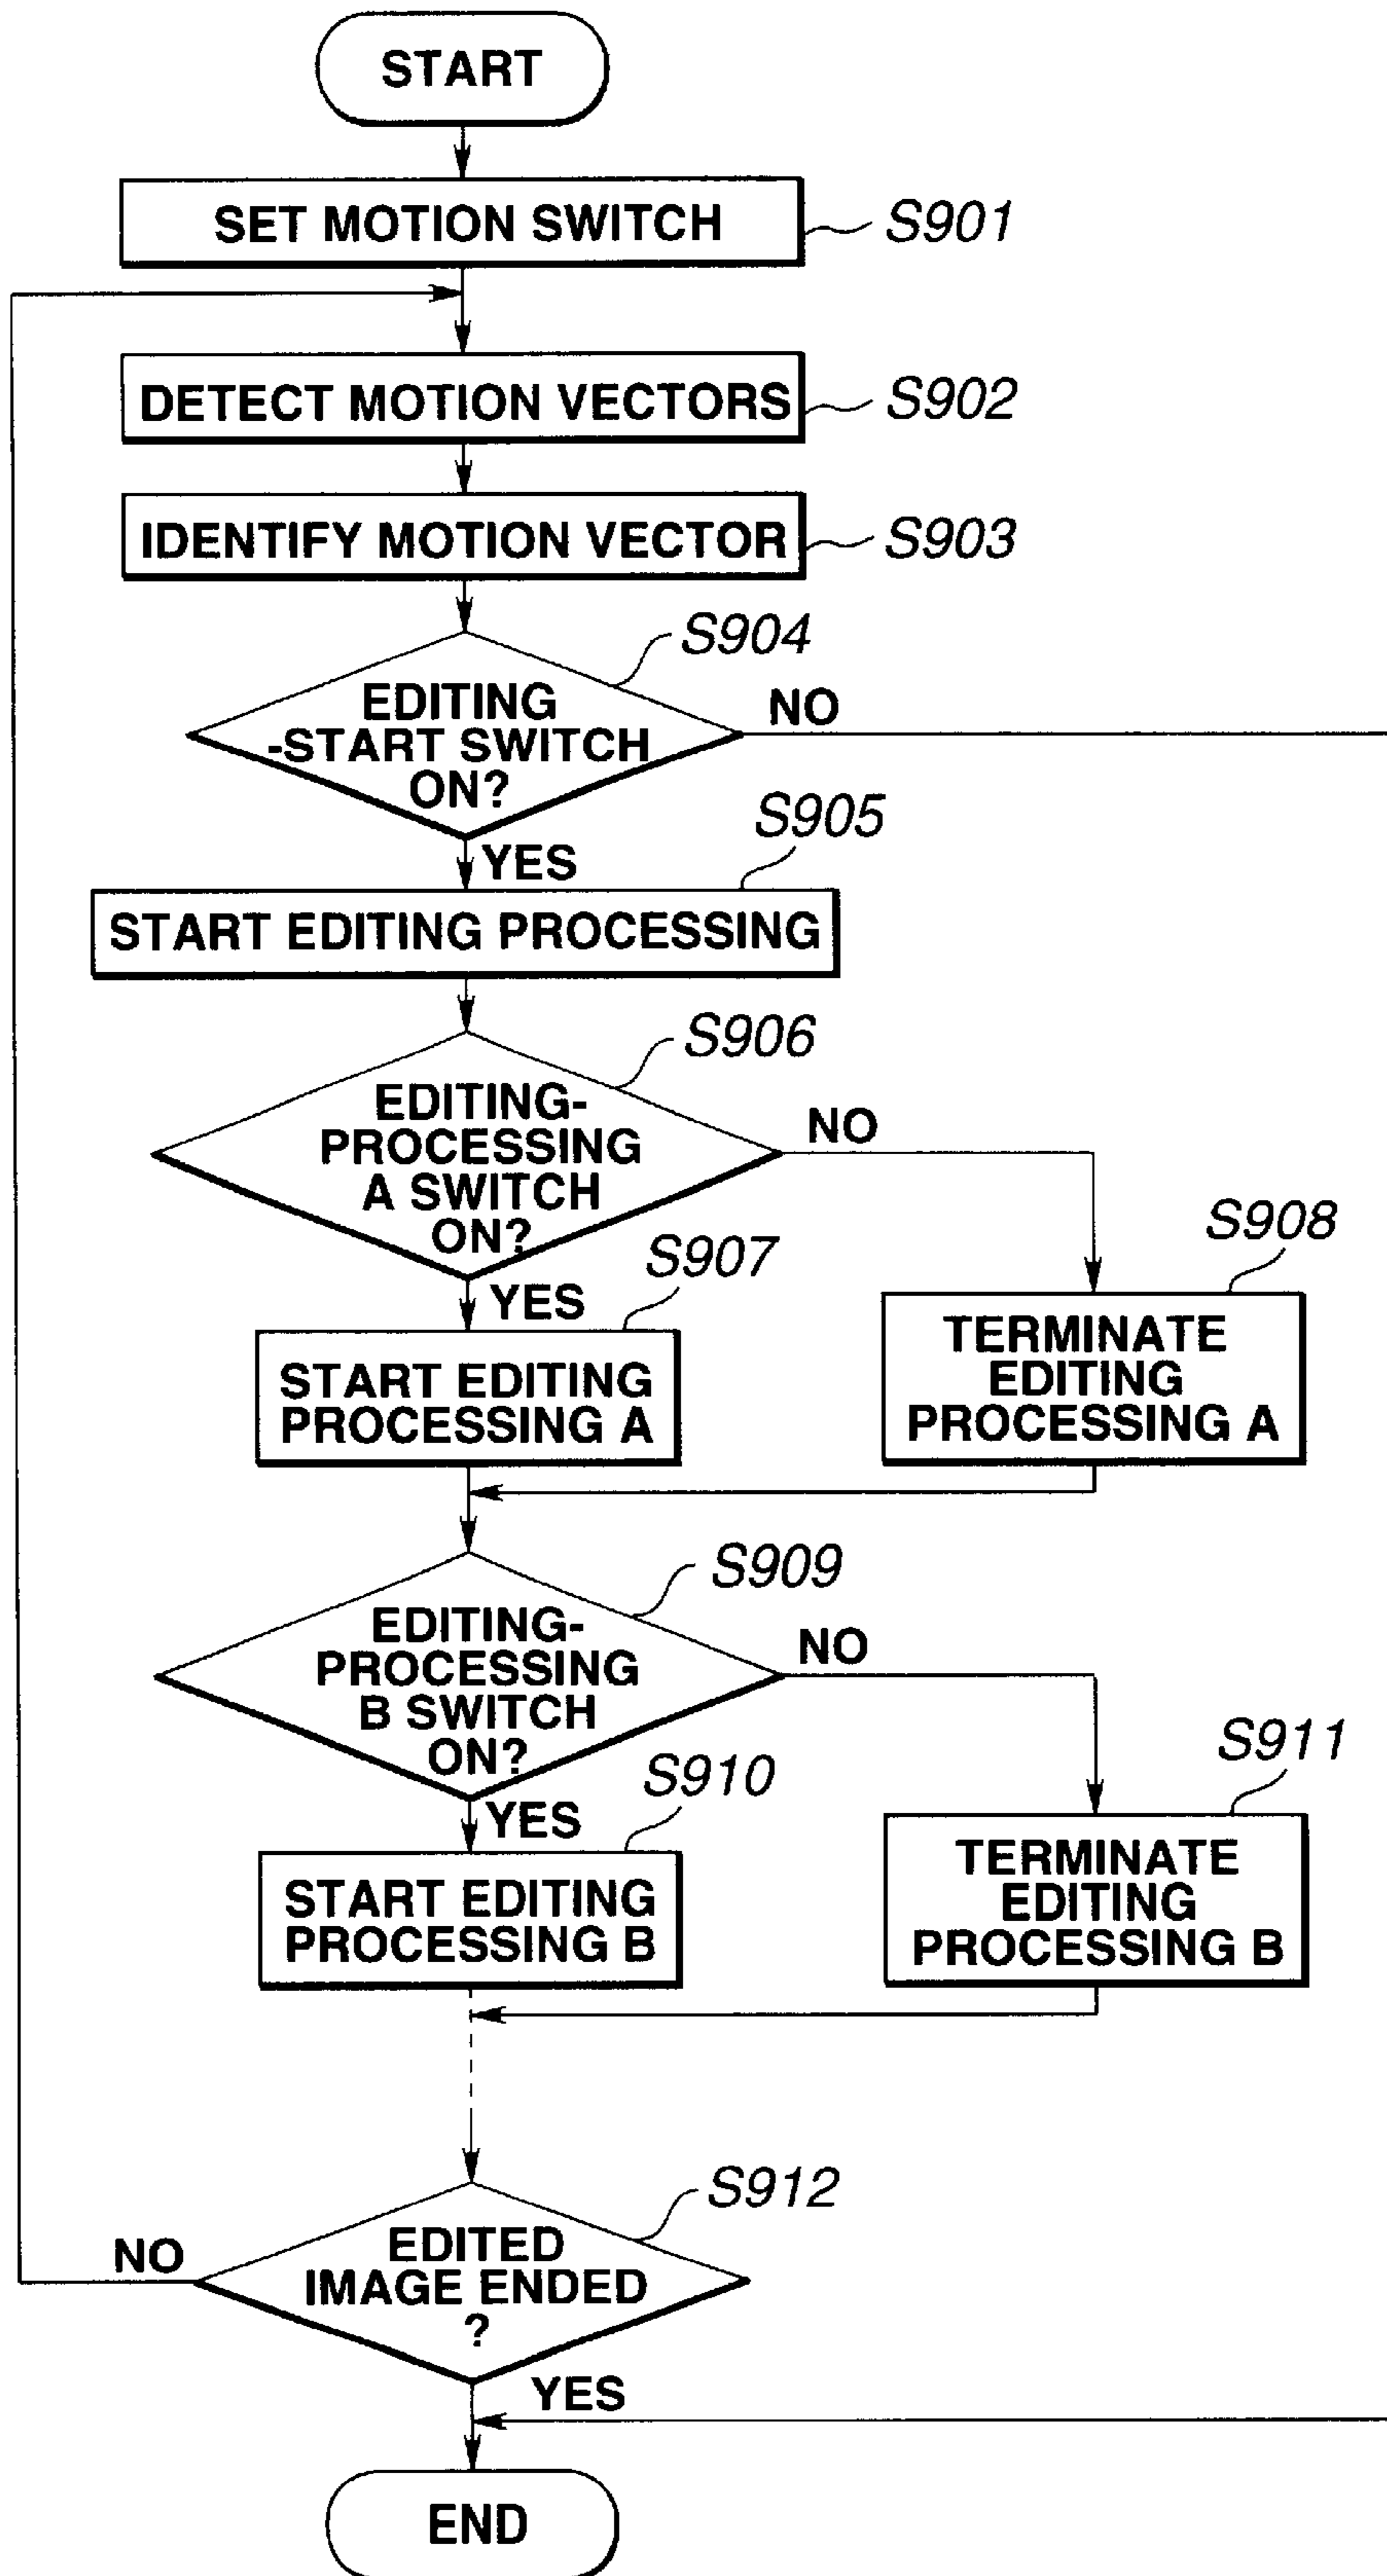 START
SET MOTION SWITCH
S901
DETECT MOTION VECTORS
S902
IDENTIFY MOTION VECTOR
S903
S904
EDITING
-START SWITCH
ON?
NO
YES
S905
START EDITING PROCESSING
S906
EDITING-
PROCESSING
A SWITCH
ON?
NO
YES
S907
START EDITING
PROCESSING A
S908
TERMINATE
EDITING
PROCESSING A
S909
EDITING-
PROCESSING
B SWITCH
ON?
NO
YES
S910
START EDITING
PROCESSING B
S911
TERMINATE
EDITING
PROCESSING B
S912
EDITED
IMAGE ENDED
?
NO
YES
END